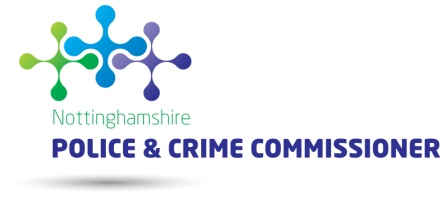 Nottinghamshire
POLICE & CRIME COMMISSIONER